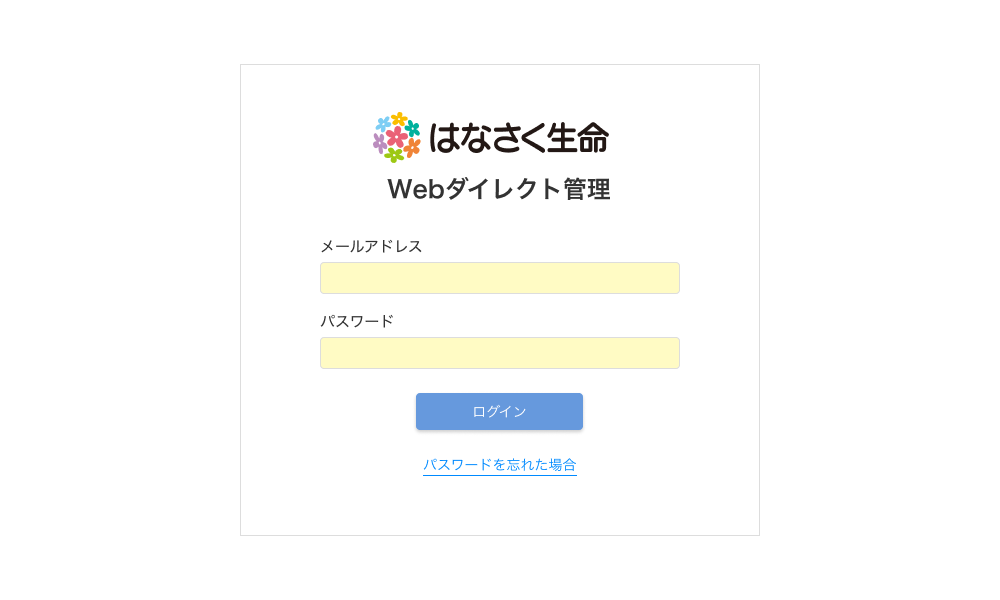 はなさく生命
Webダイレクト管理
メールアドレス
パスワード
ログイン
パスワードを忘れた場合